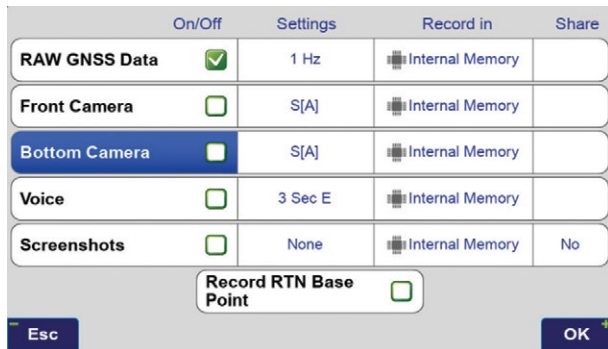 On/Off Settings Record in Share
RAW GNSS Data 1 Hz Internal Memory
Front Camera S[A] Internal Memory
Bottom Camera S[A] Internal Memory
Voice 3 Sec E Internal Memory
Screenshots None Internal Memory No
Record RTN Base
Point
- Esc OK +